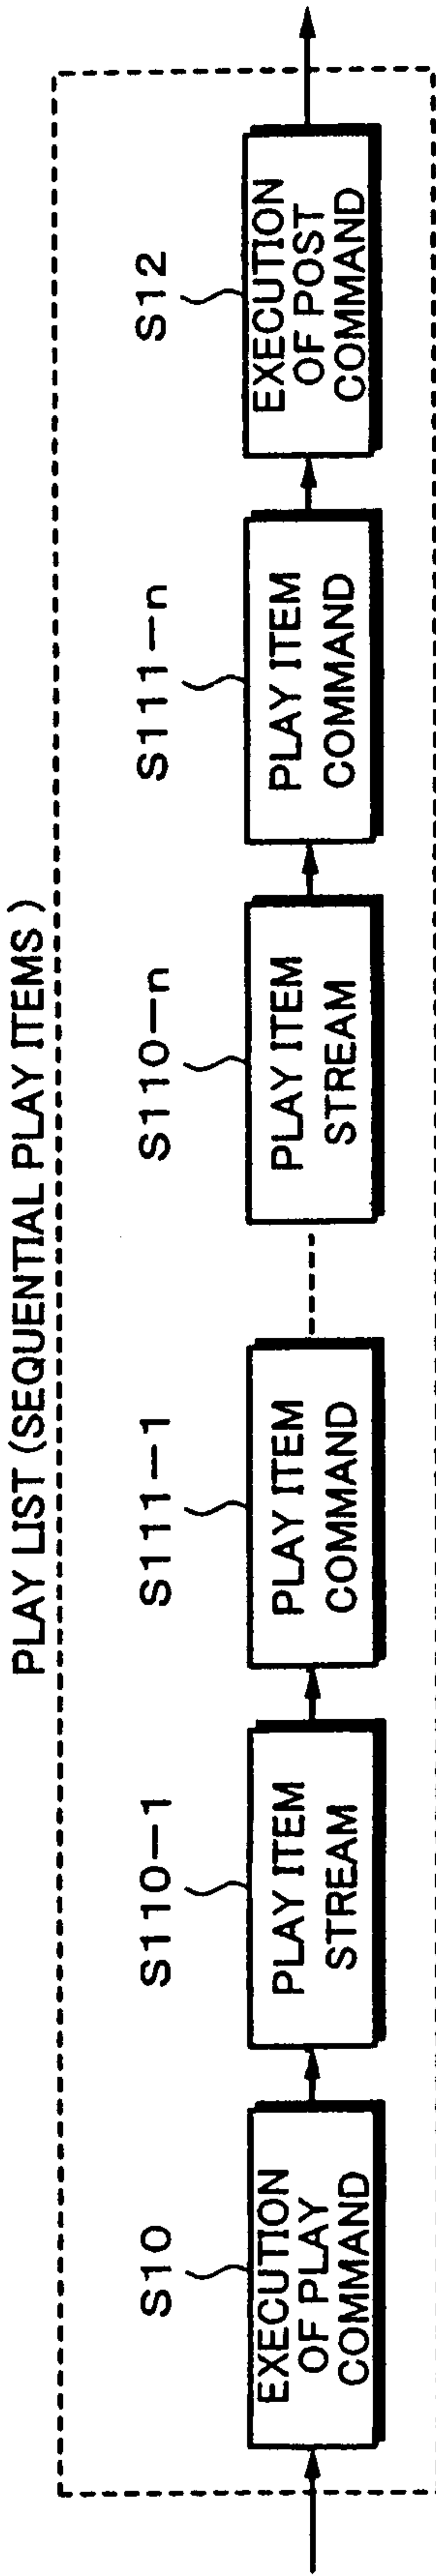 PLAY LIST (SEQUENTIAL PLAY ITEMS)
S10
EXECUTION
OF PLAY
COMMAND
S110-1
PLAY ITEM
STREAM
S111-1
PLAY ITEM
COMMAND
S110-n
PLAY ITEM
STREAM
S111-n
PLAY ITEM
COMMAND
S12
EXECUTION
OF POST
COMMAND